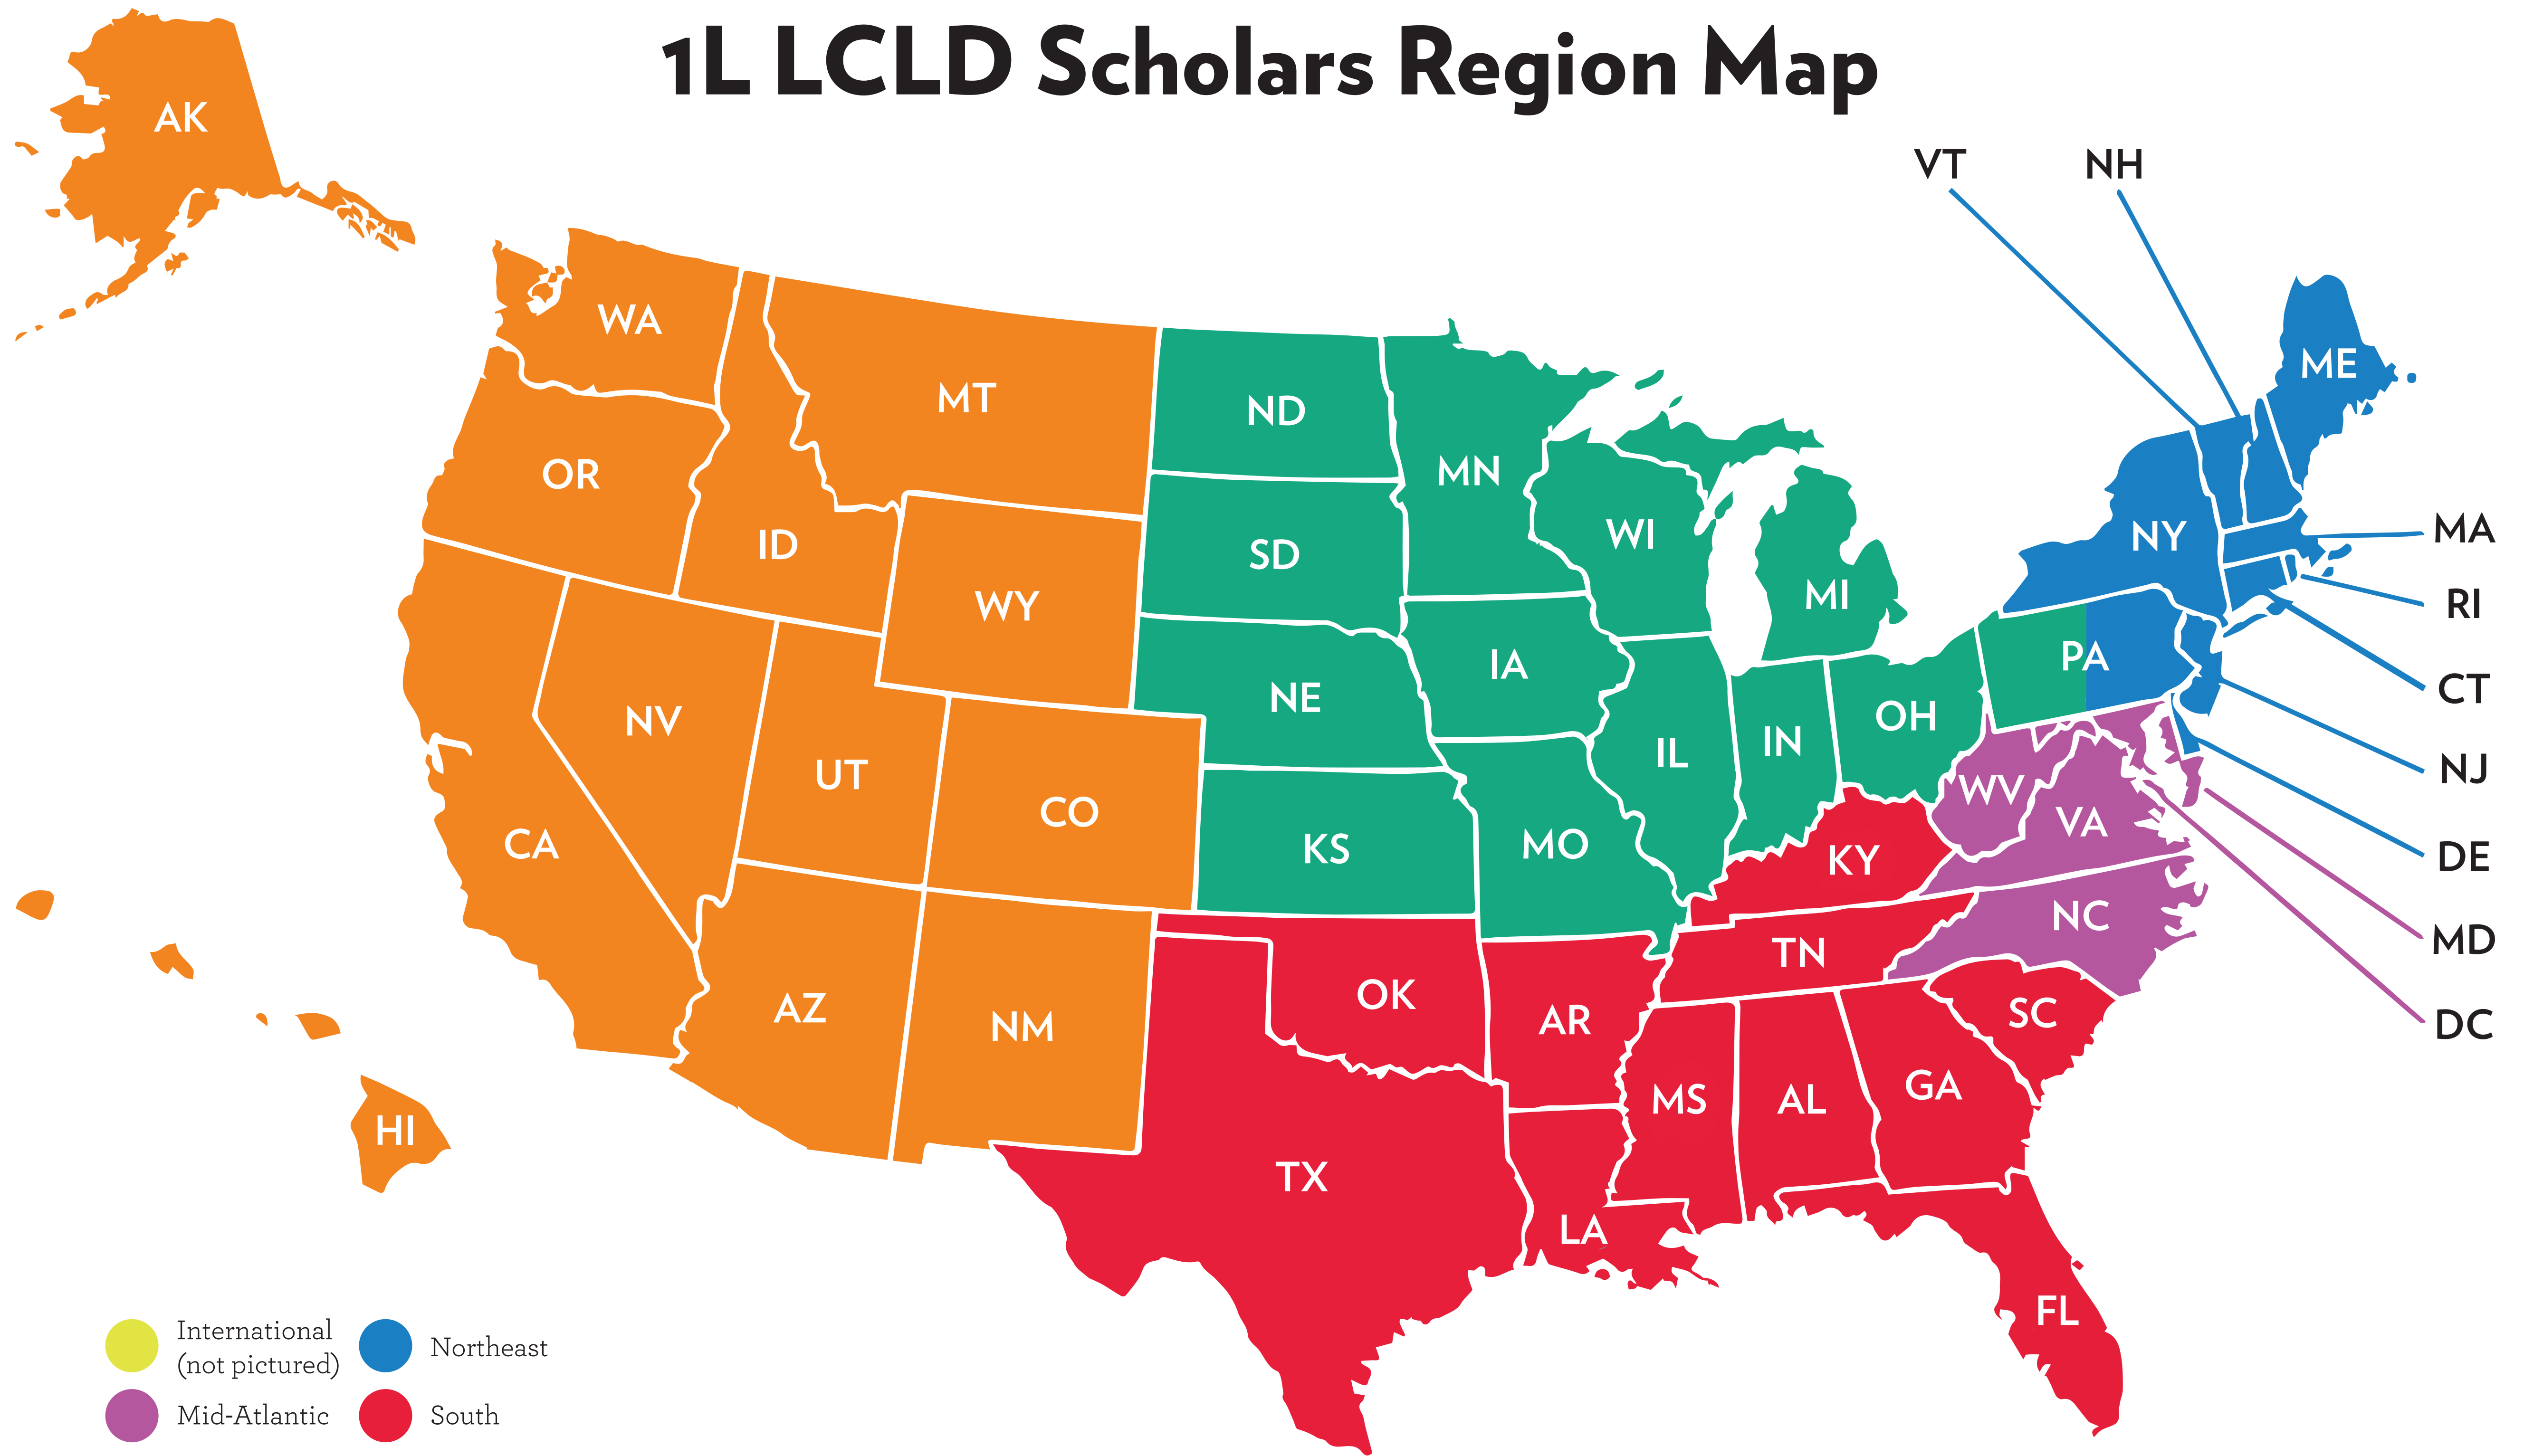 1L LCLD Scholars Region Map
AK
VT
NH
WA
ME
MT
ND
OR
MN
MA
WI
NY
ID
SD
MI
RI
WY
IA
PA
CT
NE
NV
OH
IN
IL
NJ
UT
WV
CO
VA
CA
KS
MO
KY
DE
NC
MD
TN
OK
AZ
AR
SC
NM
DC
MS
AL
GA
HI
TX
LA
FL
International
(not pictured)
Northeast
Mid-Atlantic
South